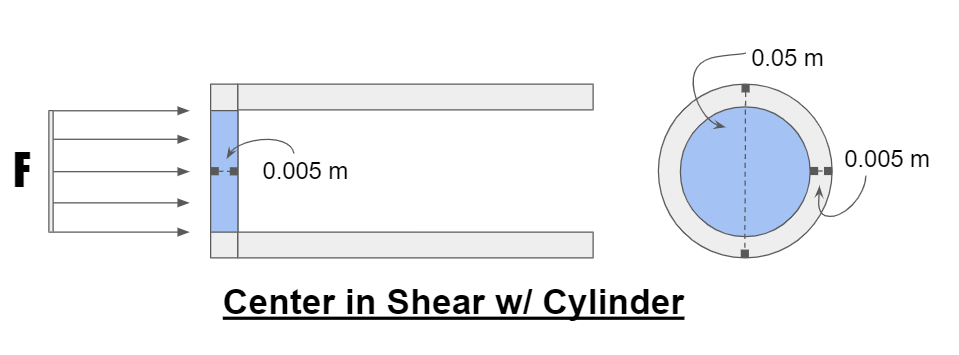 0.05 m
F
0.005 m
0.005 m
Center in Shear w/ Cylinder